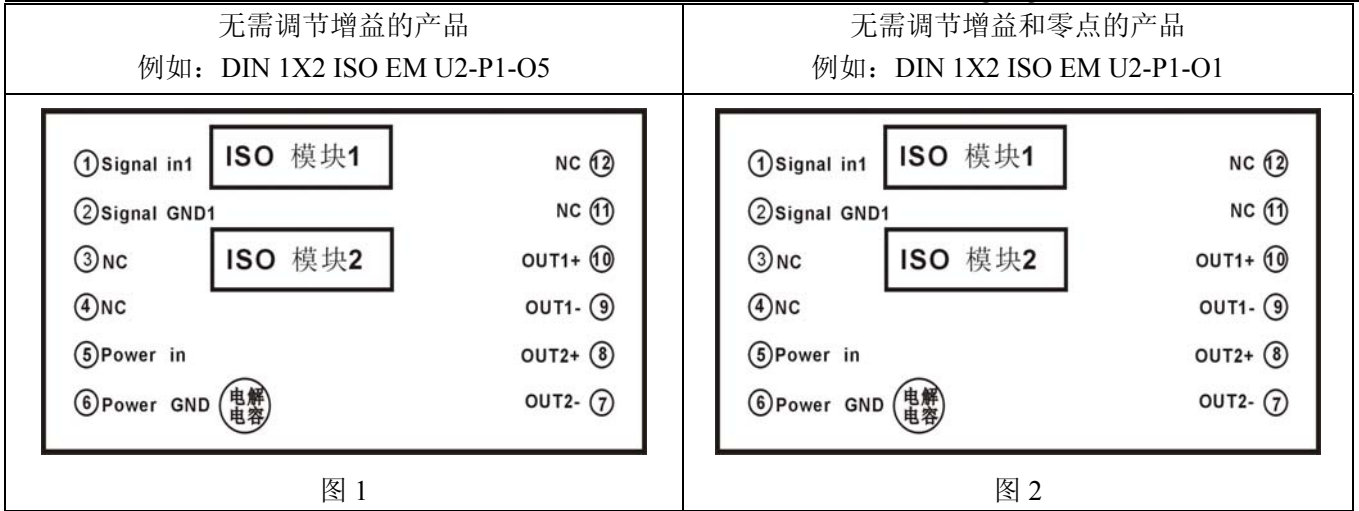 无需调节增益的产品
例如：DIN 1X2 ISO EM U2-P1-O5
无需调节增益和零点的产品
例如：DIN 1X2 ISO EM U2-P1-O1
①Signal in1
ISO 模块1
NC ⑫
②Signal GND1
NC ⑪
③NC
ISO 模块2
OUT1+ ⑩
④NC
OUT1- ⑨
⑤Power in
OUT2+ ⑧
⑥Power GND
电解
电容
OUT2- ⑦
图 1
①Signal in1
ISO 模块1
NC ⑫
②Signal GND1
NC ⑪
③NC
ISO 模块2
OUT1+ ⑩
④NC
OUT1- ⑨
⑤Power in
OUT2+ ⑧
⑥Power GND
电解
电容
OUT2- ⑦
图 2